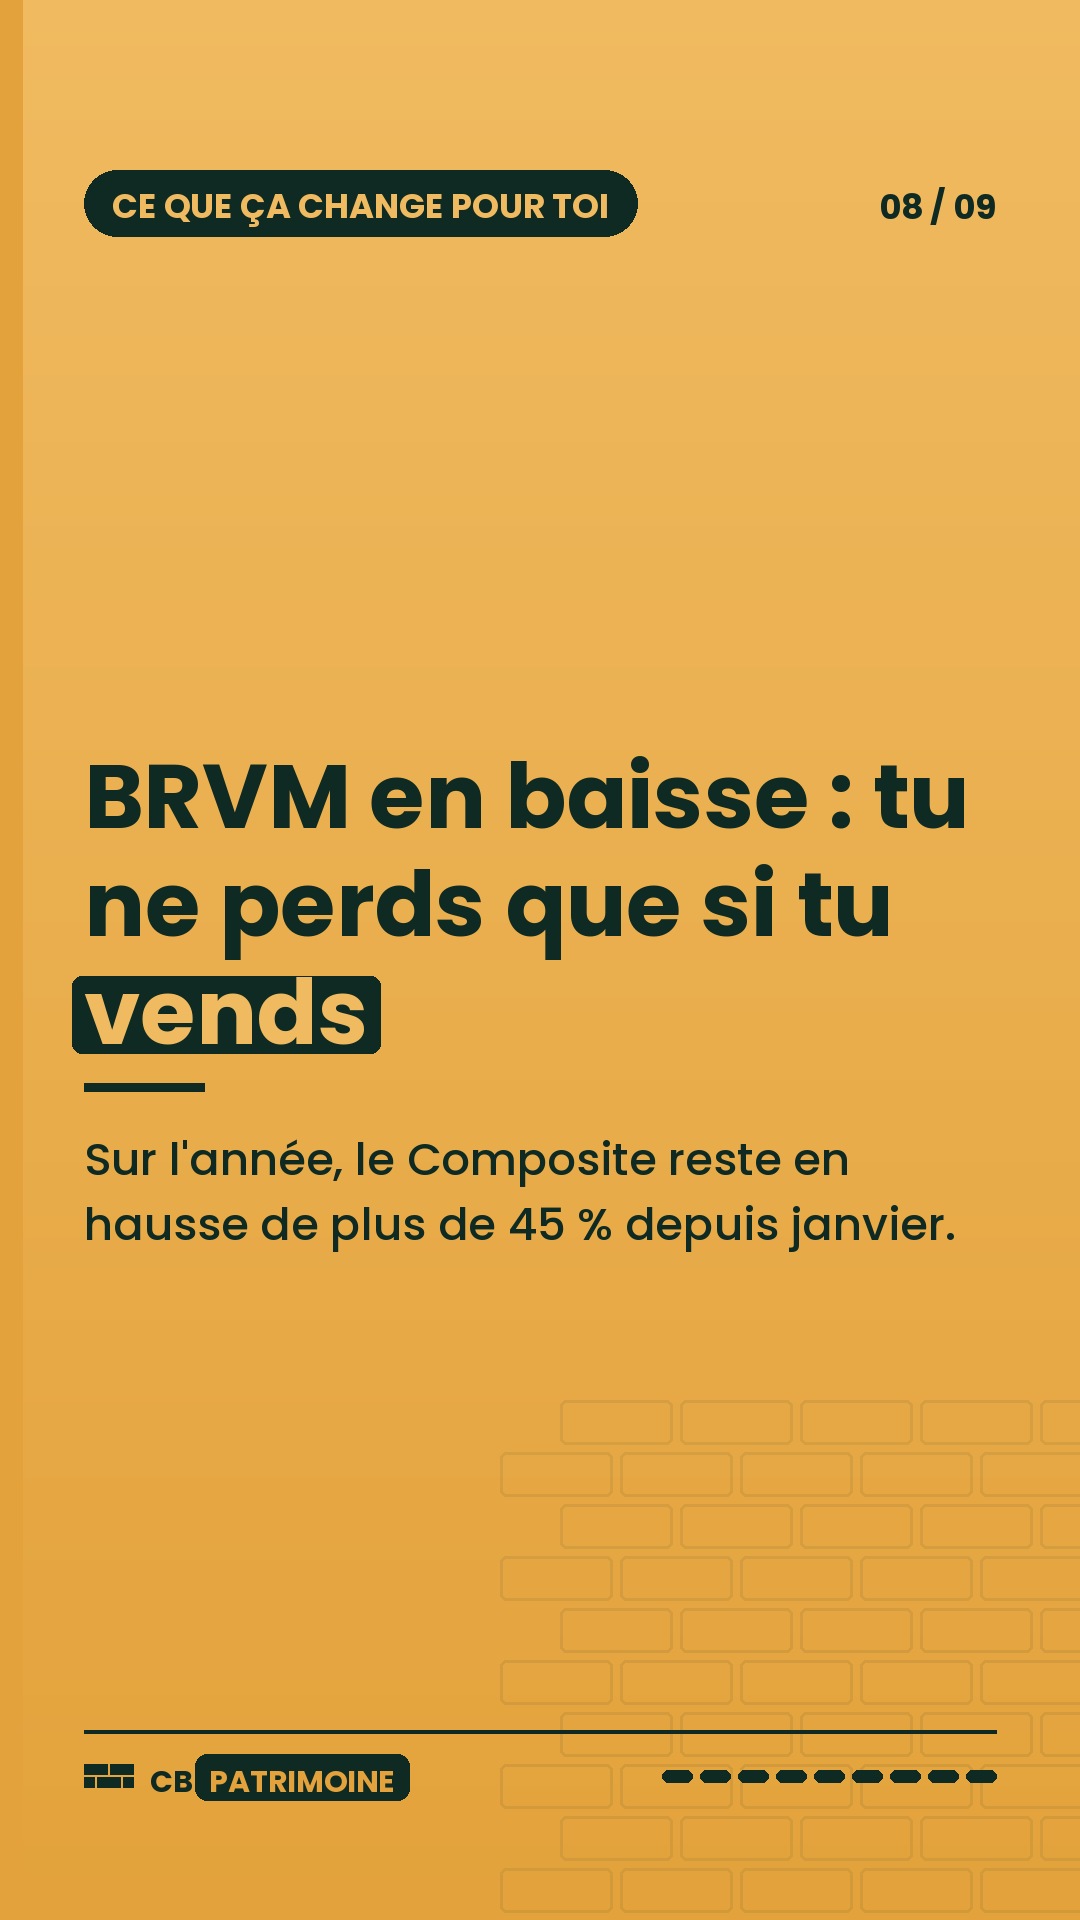 CE QUE ÇA CHANGE POUR TOI
08 / 09
BRVM en baisse : tu
ne perds que si tu
vends
Sur l'année, le Composite reste en
hausse de plus de 45 % depuis janvier.
CB PATRIMOINE